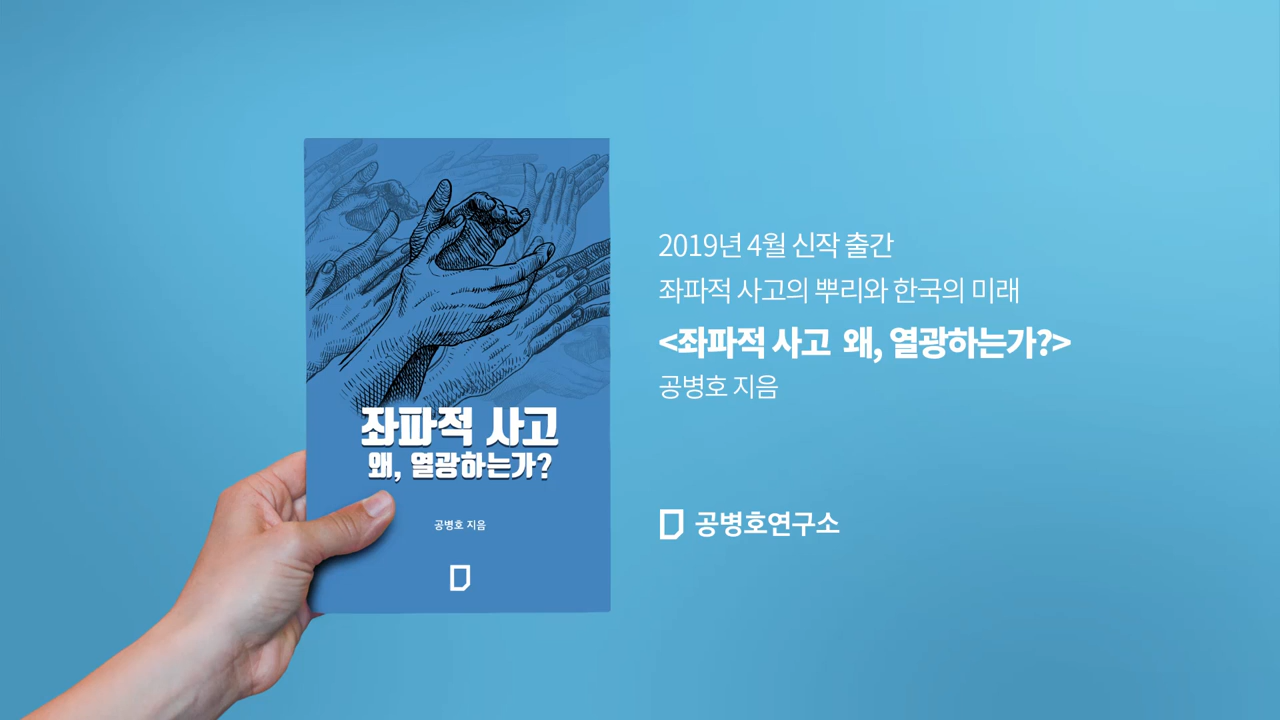 좌파적 사고
왜, 열광하는가?
공병호 지음
2019년 4월 신작 출간
좌파적 사고의 뿌리와 한국의 미래
<좌파적 사고 왜, 열광하는가?>
공병호 지음
공병호연구소